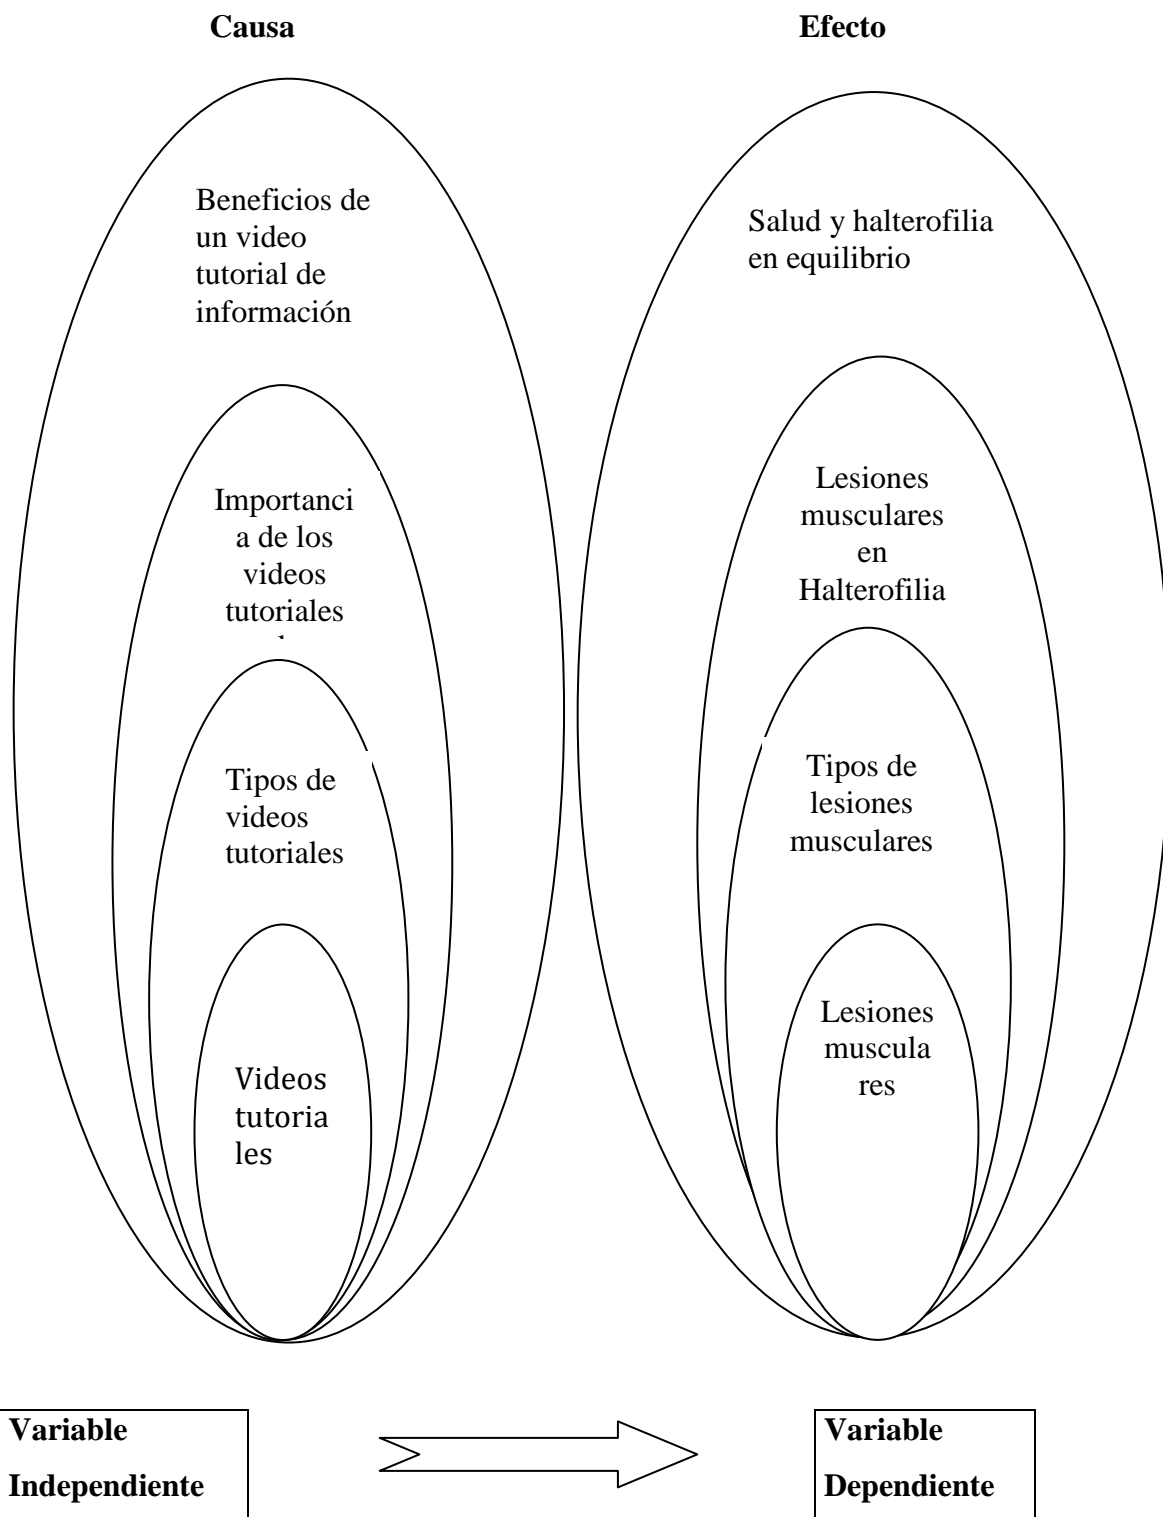 Causa
Efecto
Beneficios de
un video
tutorial de
información
Salud y halterofilia
en equilibrio
Importanci
a de los
videos
tutoriales
Lesiones
musculares
en
Halterofilia
Tipos de
videos
tutoriales
Tipos de
lesiones
musculares
Videos
tutoria
les
Lesiones
muscula
res
Variable
Independiente
Variable
Dependiente